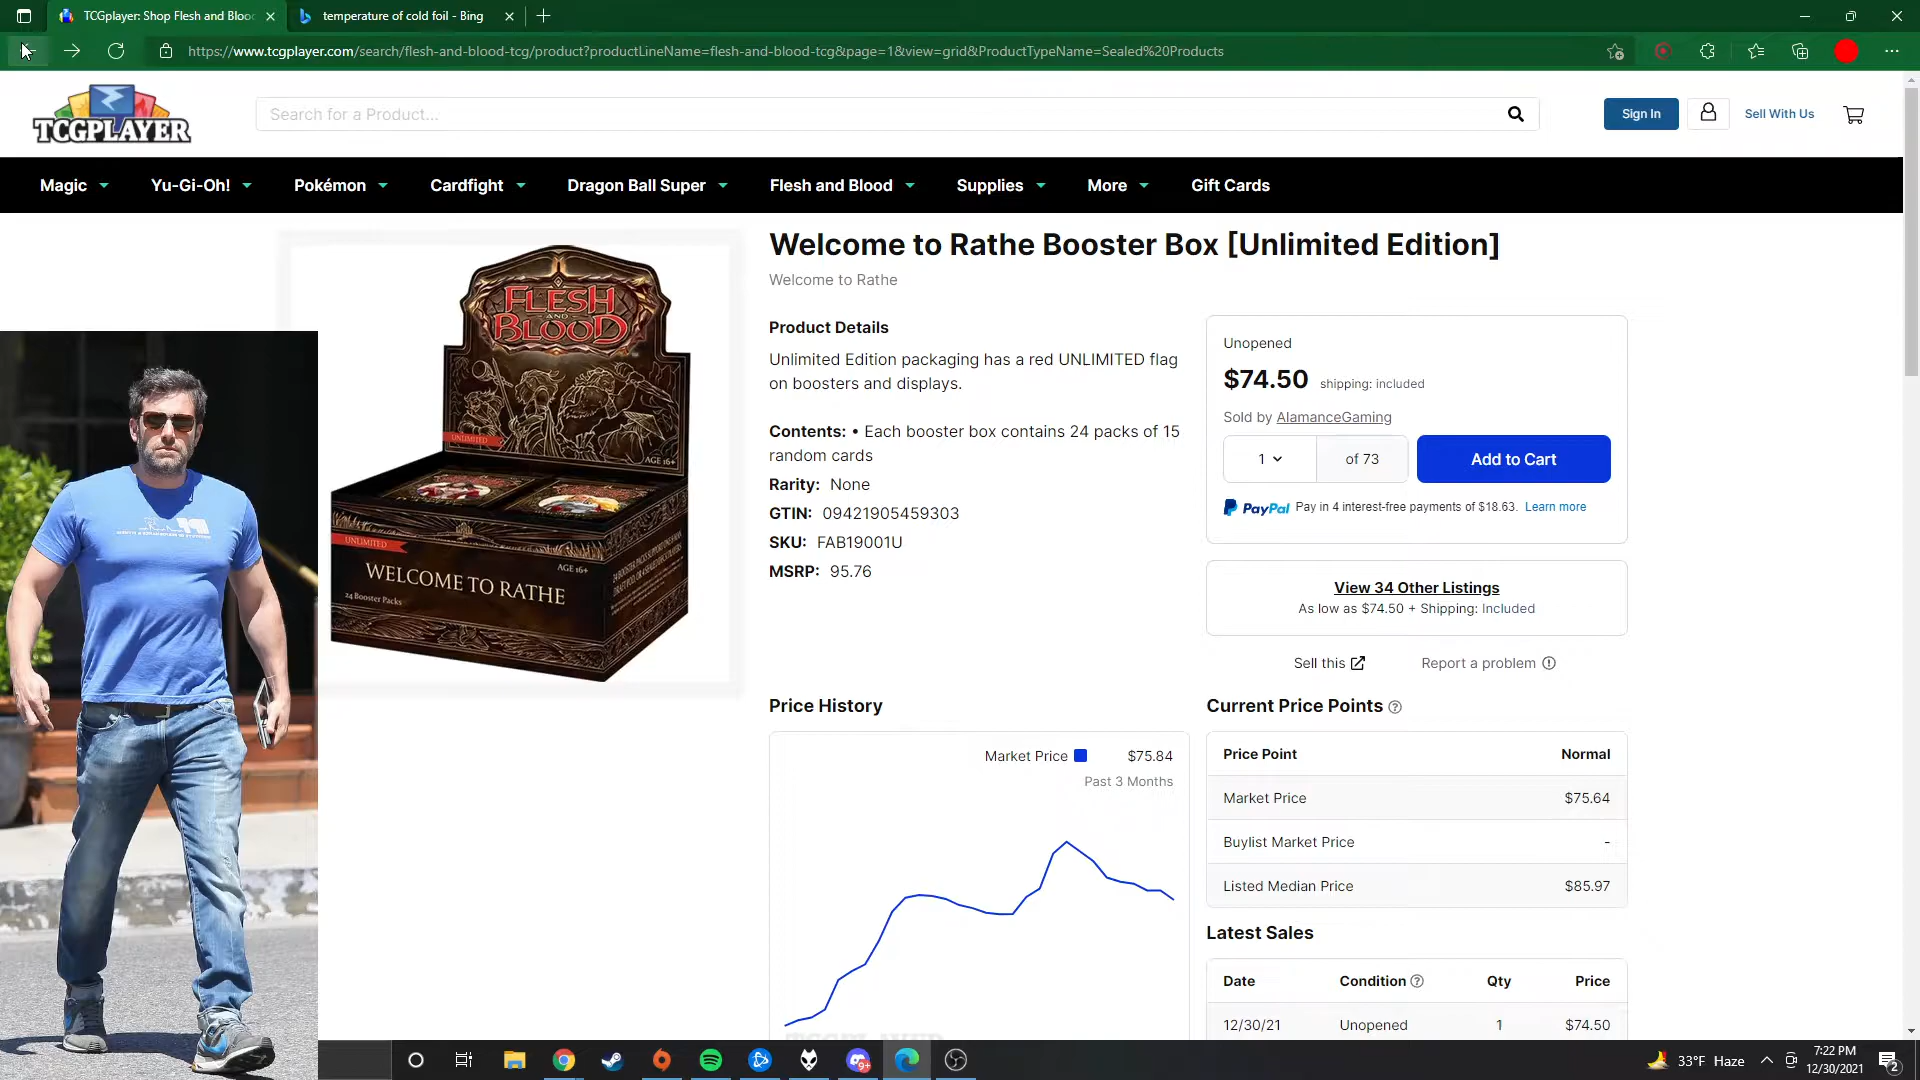 TCGplayer: Shop Flesh and Bloo
temperature of cold foil - Bing
https://www.tcgplayer.com/search/flesh-and-blood-tcg/product?productLineName=flesh-and-blood-tcg&page=1&view=grid&ProductTypeName=Sealed%20Products
TCGPLAYER
Search for a Product...
Sign In
Sell With Us
Magic
Yu-Gi-Oh!
Pokémon
Cardfight
Dragon Ball Super
Flesh and Blood
Supplies
More
Gift Cards
FLESH
AND
BLOOD
UNLIMITED
AGE 16+
UNLIMITED
AGE 16+
WELCOME TO RATHE
24 Booster Packs
Welcome to Rathe Booster Box [Unlimited Edition]
Welcome to Rathe
Product Details
Unlimited Edition packaging has a red UNLIMITED flag
on boosters and displays.
Contents: • Each booster box contains 24 packs of 15
random cards
Rarity: None
GTIN: 09421905459303
SKU: FAB19001U
MSRP: 95.76
Unopened
$74.50 shipping: included
Sold by AlamanceGaming
1
of 73
Add to Cart
PayPal Pay in 4 interest-free payments of $18.63. Learn more
View 34 Other Listings
As low as $74.50 + Shipping: Included
Sell this
Report a problem
Price History
Market Price $75.84
Past 3 Months
TCGPLAYER
Current Price Points
Price Point Normal
Market Price $75.64
Buylist Market Price -
Listed Median Price $85.97
Latest Sales
Date Condition Qty Price
12/30/21 Unopened 1 $74.50
9+
33°F Haze
7:22 PM
12/30/2021
2